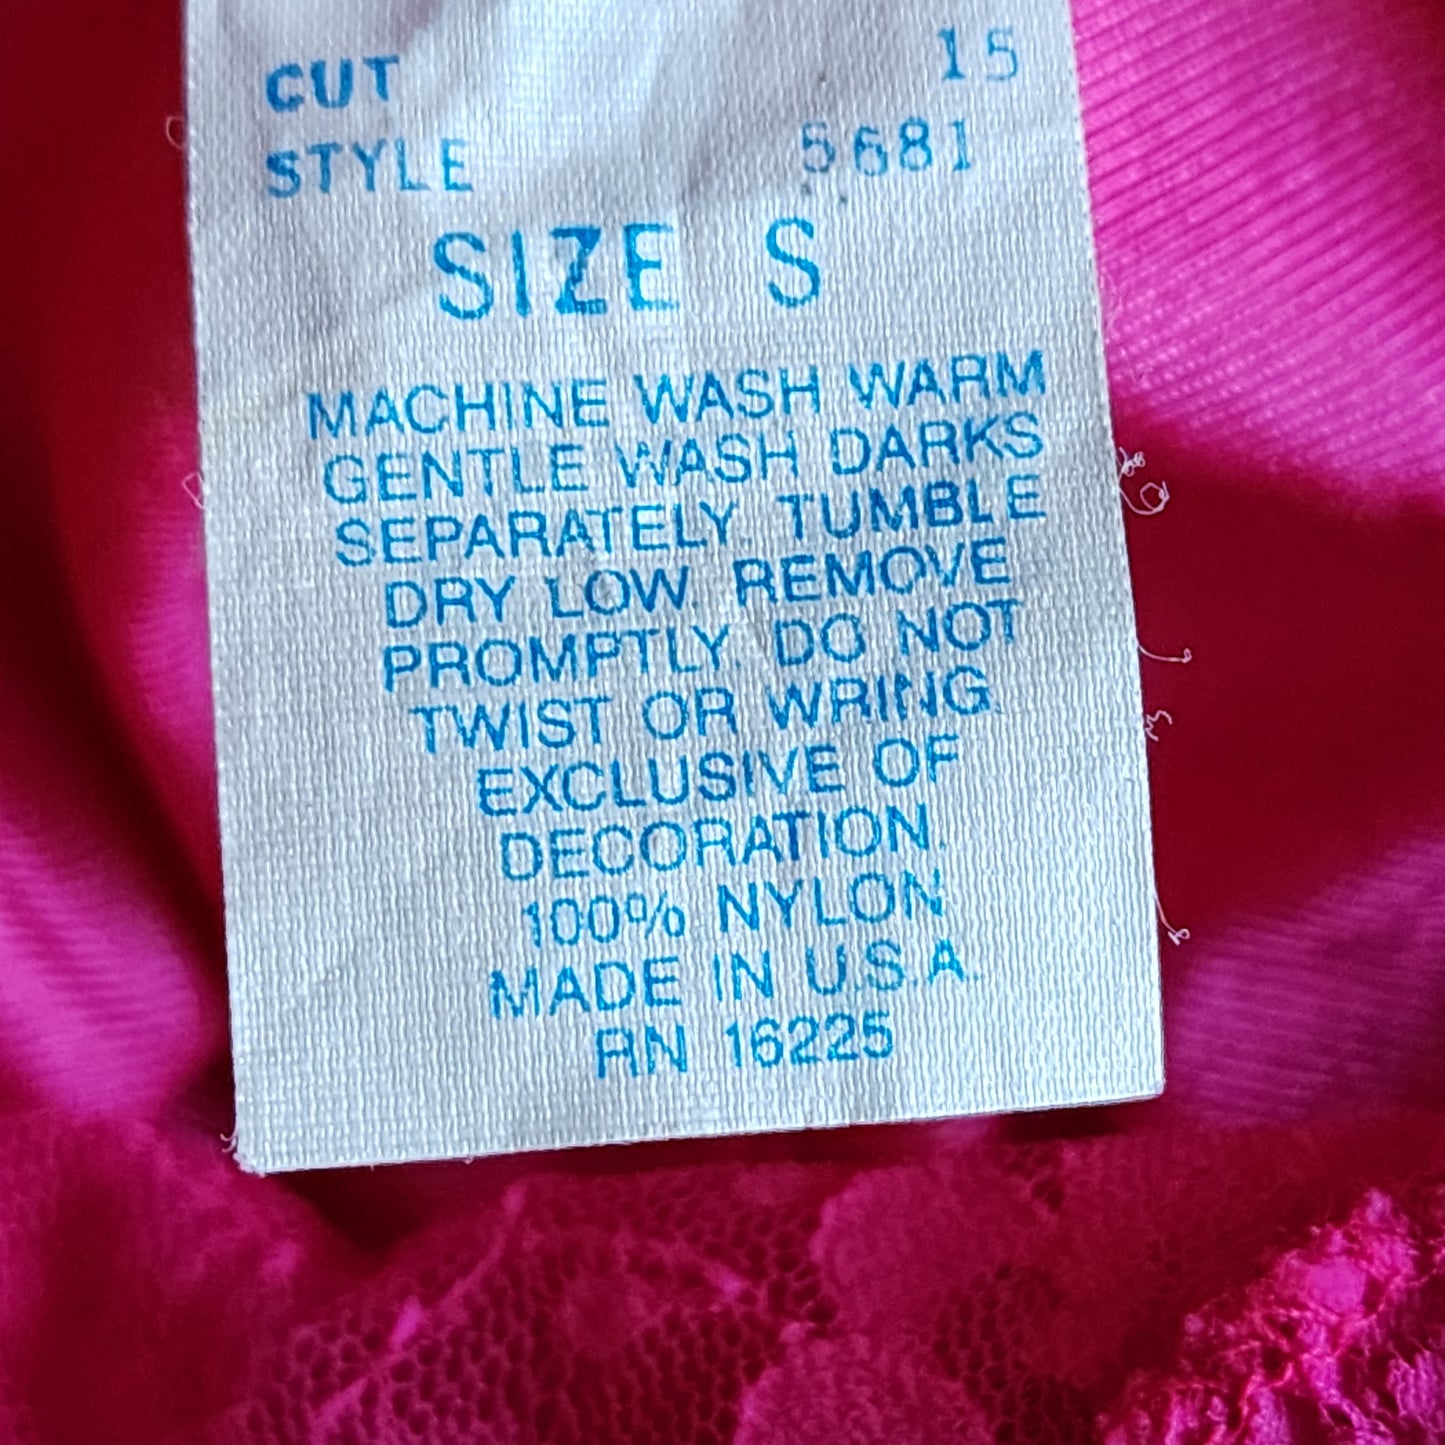 CUT 15
STYLE 5681
SIZE S
MACHINE WASH WARM
GENTLE WASH DARKS
SEPARATELY. TUMBLE
DRY LOW. REMOVE
PROMPTLY. DO NOT
TWIST OR WRING.
EXCLUSIVE OF
DECORATION.
100% NYLON
MADE IN U.S.A.
RN 16225